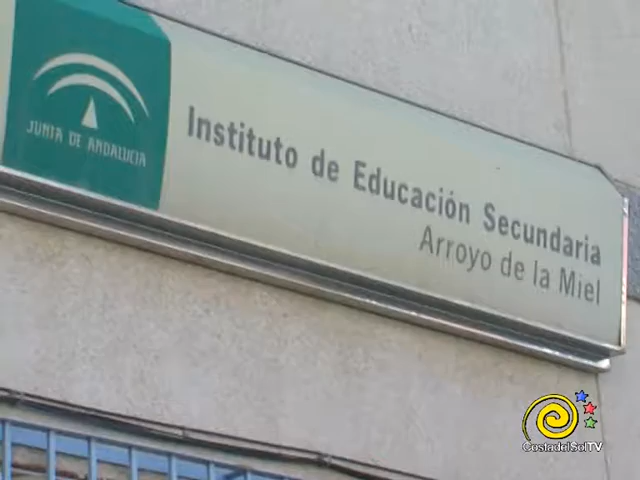 JUNTA DE ANDALUCIA
Instituto de Educación Secundaria
Arroyo de la Miel
CostadelSolTV